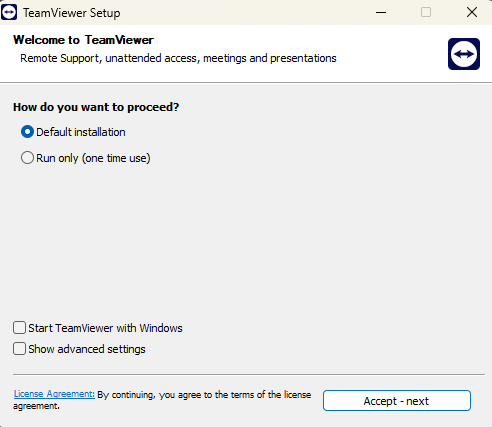 TeamViewer Setup
Welcome to TeamViewer
Remote Support, unattended access, meetings and presentations
How do you want to proceed?
Default installation
Run only (one time use)
Start TeamViewer with Windows
Show advanced settings
License Agreement: By continuing, you agree to the terms of the license
agreement.
Accept - next